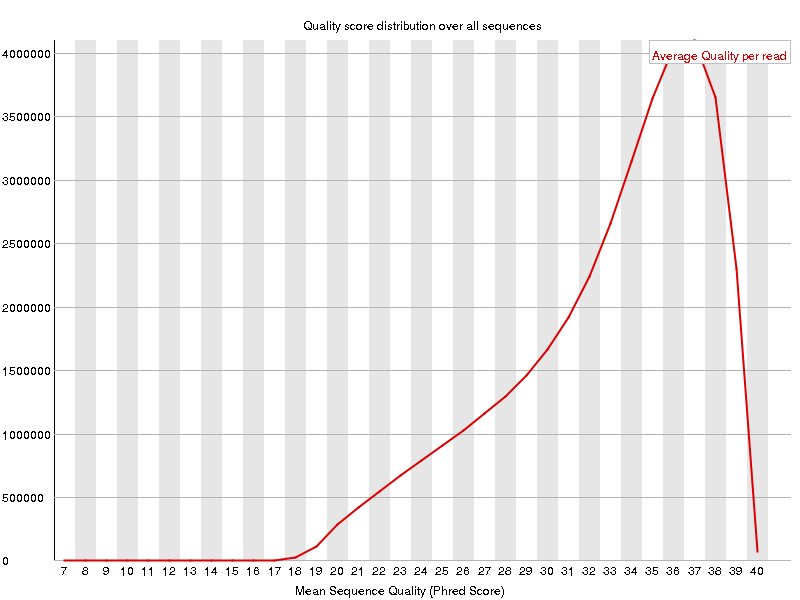 Quality score distribution over all sequences
Average Quality per read
4000000
3500000
3000000
2500000
2000000
1500000
1000000
500000
0
7 8 9 10 11 12 13 14 15 16 17 18 19 20 21 22 23 24 25 26 27 28 29 30 31 32 33 34 35 36 37 38 39 40
Mean Sequence Quality (Phred Score)